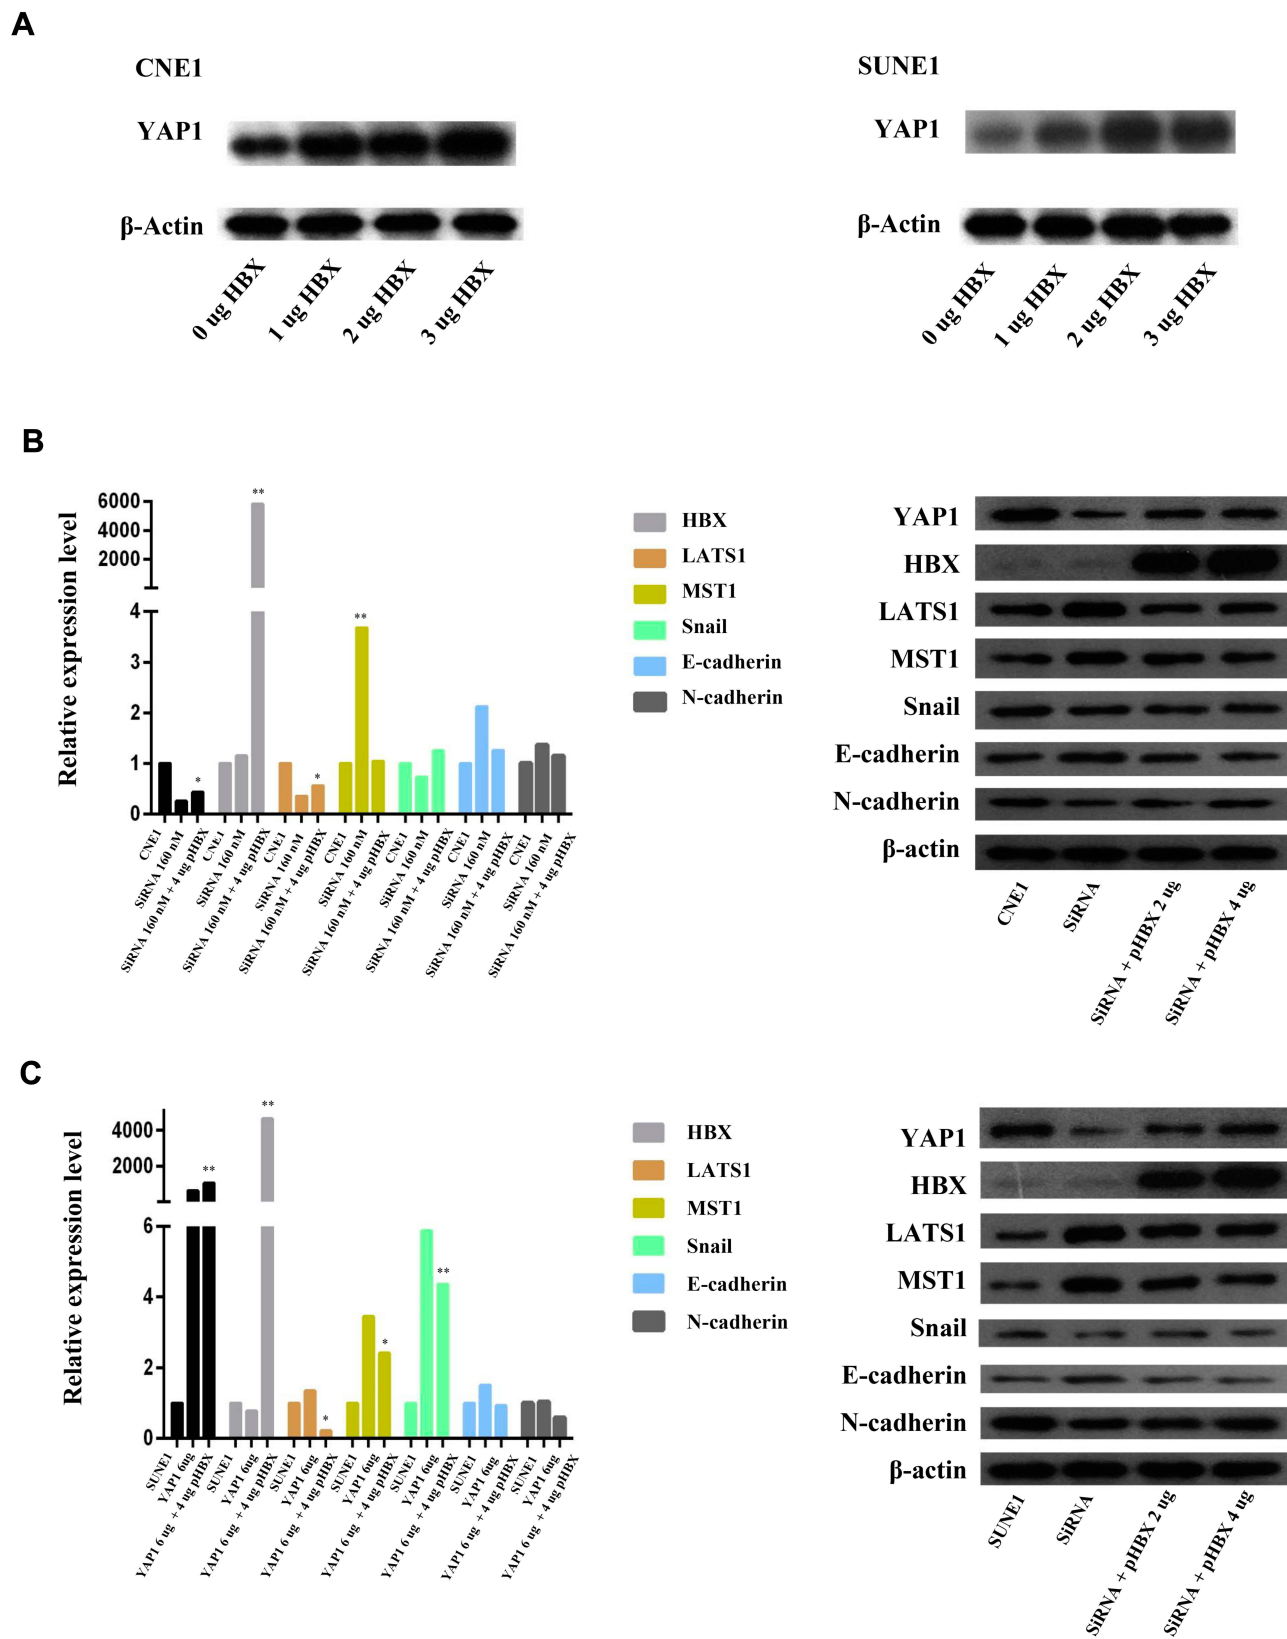 A
CNE1
YAP1
β-Actin
0 ug HBX
1 ug HBX
2 ug HBX
3 ug HBX
SUNE1
YAP1
β-Actin
0 ug HBX
1 ug HBX
2 ug HBX
3 ug HBX
B
Relative expression level
6000
4000
2000
4
3
2
1
0
**
*
*
**
CNE1
SiRNA 160 nM
SiRNA 160 nM + 4 ug pHBX
CNE1
SiRNA 160 nM
SiRNA 160 nM + 4 ug pHBX
CNE1
SiRNA 160 nM
SiRNA 160 nM + 4 ug pHBX
CNE1
SiRNA 160 nM
SiRNA 160 nM + 4 ug pHBX
CNE1
SiRNA 160 nM
SiRNA 160 nM + 4 ug pHBX
CNE1
SiRNA 160 nM
SiRNA 160 nM + 4 ug pHBX
CNE1
SiRNA 160 nM
SiRNA 160 nM + 4 ug pHBX
HBX
LATS1
MST1
Snail
E-cadherin
N-cadherin
YAP1
HBX
LATS1
MST1
Snail
E-cadherin
N-cadherin
β-actin
CNE1
SiRNA
SiRNA + pHBX 2 ug
SiRNA + pHBX 4 ug
C
Relative expression level
4000
2000
6
4
2
0
**
**
*
*
**
SUNE1
YAP1 6ug
YAP1 6 ug + 4 ug pHBX
SUNE1
YAP1 6ug
YAP1 6 ug + 4 ug pHBX
SUNE1
YAP1 6ug
YAP1 6 ug + 4 ug pHBX
SUNE1
YAP1 6ug
YAP1 6 ug + 4 ug pHBX
SUNE1
YAP1 6ug
YAP1 6 ug + 4 ug pHBX
SUNE1
YAP1 6ug
YAP1 6 ug + 4 ug pHBX
SUNE1
YAP1 6ug
YAP1 6 ug + 4 ug pHBX
HBX
LATS1
MST1
Snail
E-cadherin
N-cadherin
YAP1
HBX
LATS1
MST1
Snail
E-cadherin
N-cadherin
β-actin
SUNE1
SiRNA
SiRNA + pHBX 2 ug
SiRNA + pHBX 4 ug